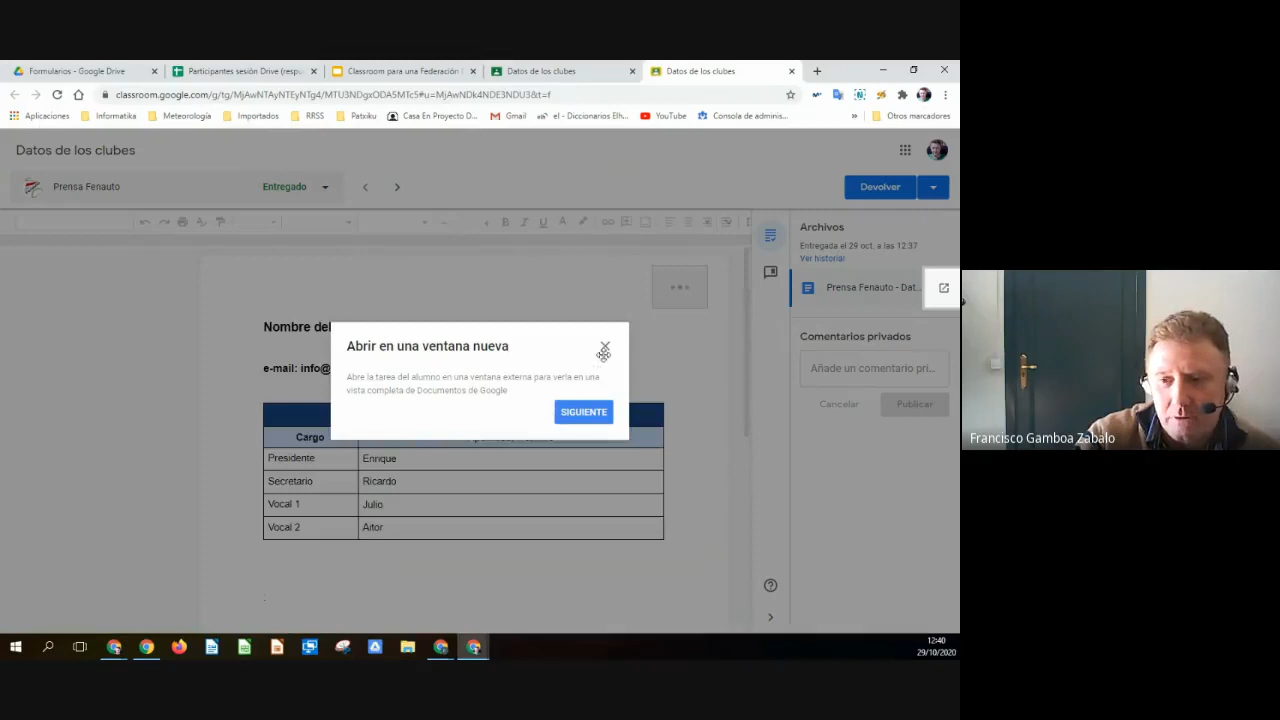 Formularios - Google Drive
Participantes sesión Drive (respu
Classroom para una Federación
Datos de los clubes
Datos de los clubes
classroom.google.com/g/tg/MjAwNTAyNTEyNTg4/MTU3NDgxODA5MTc5#u=MjAwNDk4NDE3NDU3&t=f
Aplicaciones
Informatika
Meteorología
Importados
RRSS
Patxiku
Casa En Proyecto D...
Gmail
el - Diccionarios Elh...
YouTube
Consola de adminis...
»
Otros marcadores
Datos de los clubes
Prensa Fenauto
Entregado
Devolver
Archivos
Entregada el 29 oct. a las 12:37
Ver historial
Prensa Fenauto - Dat...
Comentarios privados
Añade un comentario pri...
Cancelar
Publicar
Nombre del
e-mail: info@
Abrir en una ventana nueva
Abre la tarea del alumno en una ventana externa para verla en una
vista completa de Documentos de Google
SIGUIENTE
Cargo
Presidente
Enrique
Secretario
Ricardo
Vocal 1
Julio
Vocal 2
Aitor
Francisco Gamboa Zabalo
12:40
29/10/2020